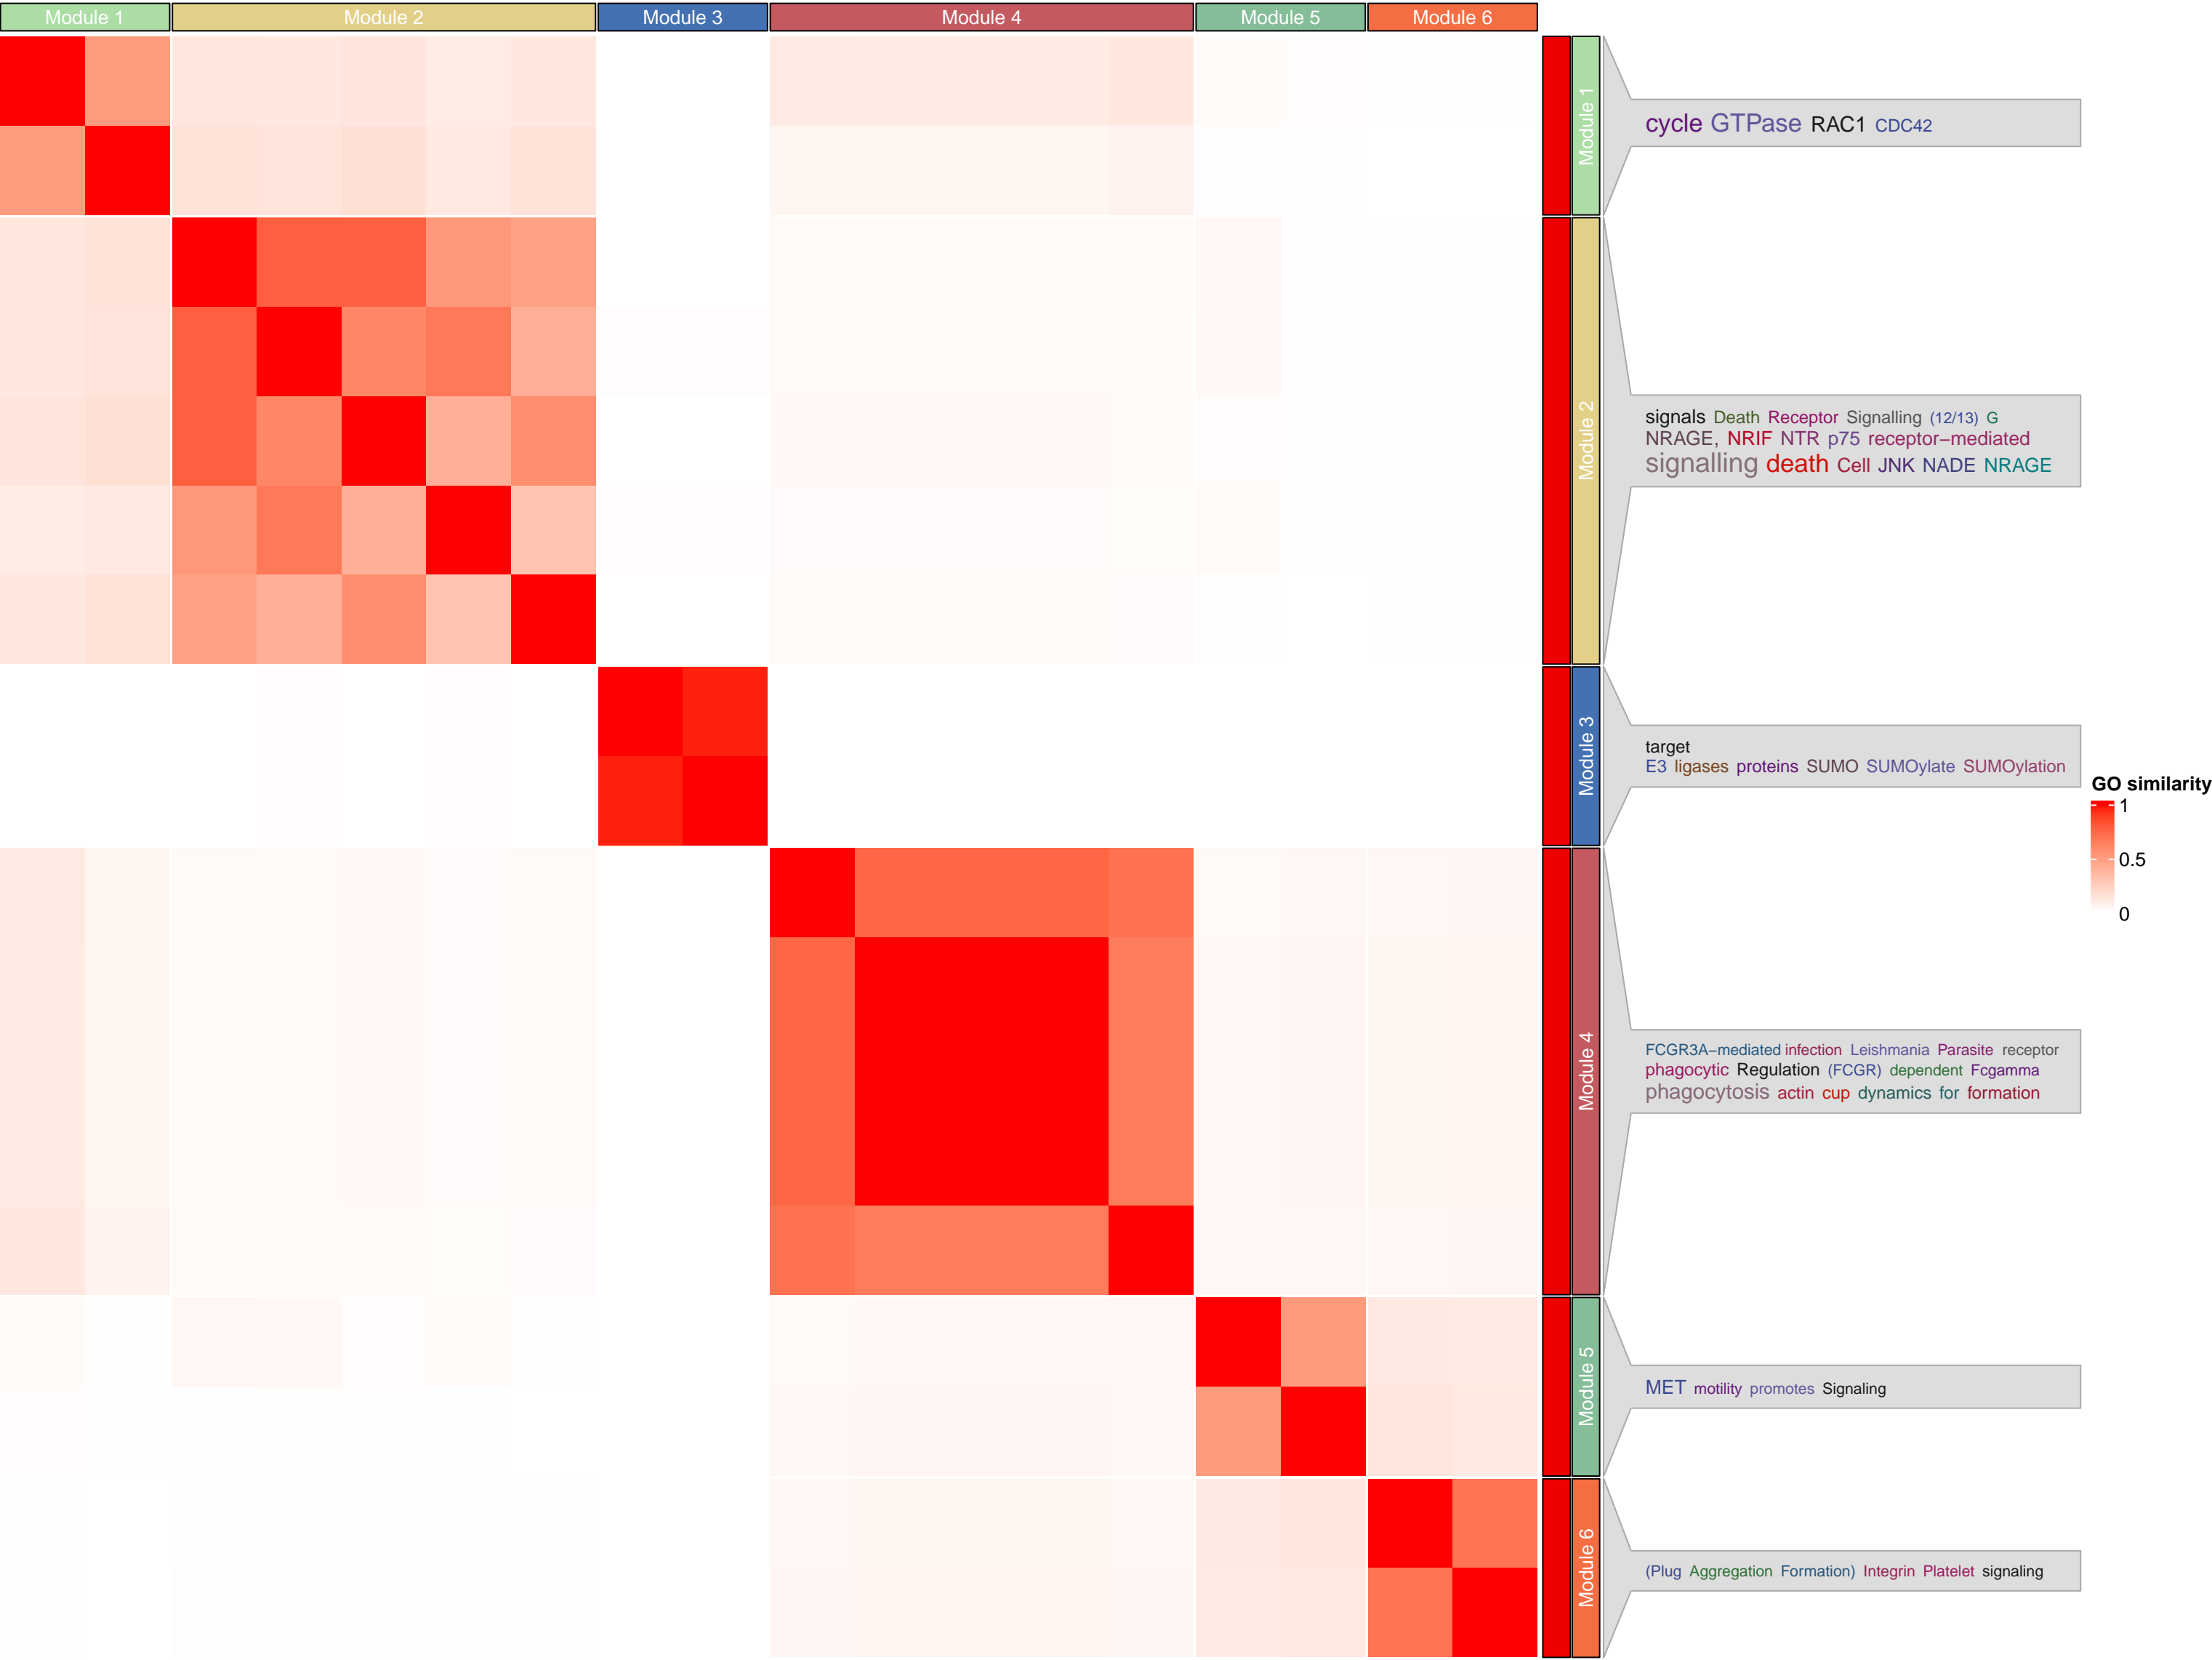 Module 1 Module 2 Module 3 Module 4 Module 5 Module 6
Module 1
cycle GTPase RAC1 CDC42
Module 2
signals Death Receptor Signalling (12/13) G
NRAGE, NRIF NTR p75 receptor−mediated
signalling death Cell JNK NADE NRAGE
Module 3
target
E3 ligases proteins SUMO SUMOylate SUMOylation
GO similarity
1
0.5
0
Module 4
FCGR3A−mediated infection Leishmania Parasite receptor
phagocytic Regulation (FCGR) dependent Fcgamma
phagocytosis actin cup dynamics for formation
Module 5
MET motility promotes Signaling
Module 6
(Plug Aggregation Formation) Integrin Platelet signaling